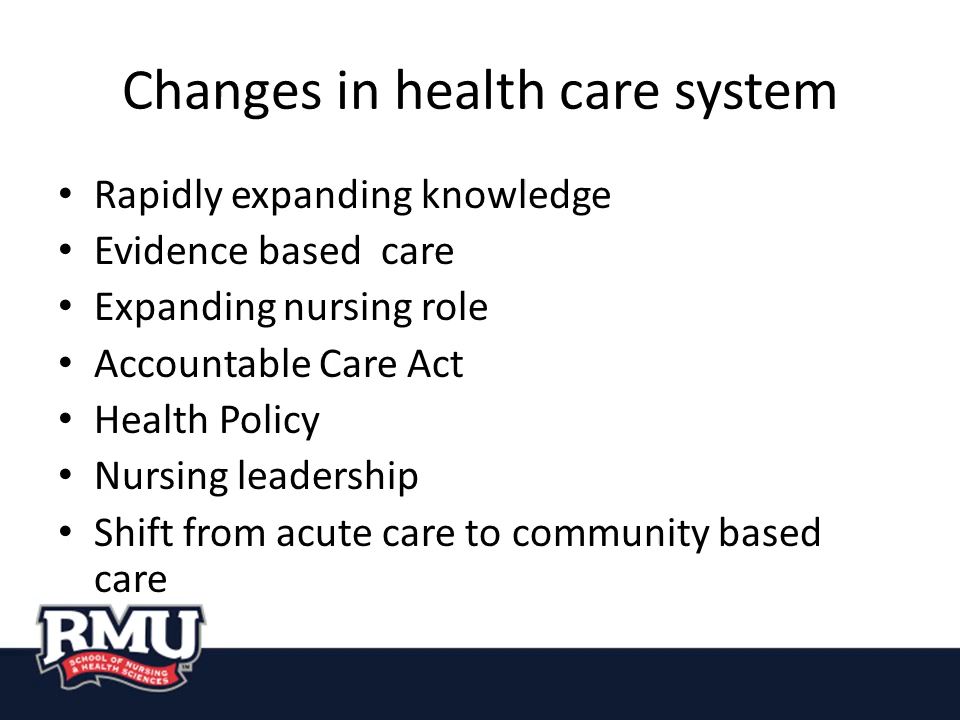 Changes in health care system
• Rapidly expanding knowledge
• Evidence based  care
• Expanding nursing role
• Accountable Care Act
• Health Policy
• Nursing leadership
• Shift from acute care to community based
care
RMU
SCHOOL OF NURSING
& HEALTH SCIENCES
TM